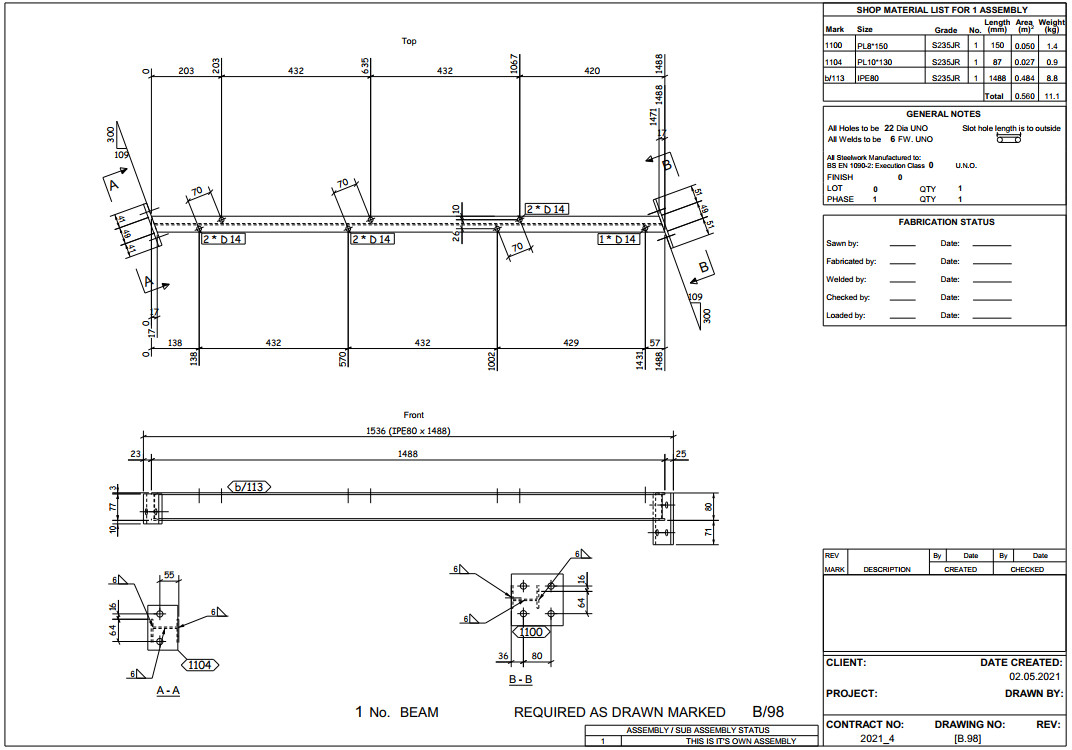 SHOP MATERIAL LIST FOR 1 ASSEMBLY
Mark Size Grade No. Length (mm) Area (m)² Weight (kg)
1100 PL8*150 S235JR 1 150 0.050 1.4
1104 PL10*130 S235JR 1 87 0.027 0.9
b/113 IPE80 S235JR 1 1488 0.484 8.8
Total 0.560 11.1
GENERAL NOTES
All Holes to be 22 Dia UNO Slot hole length is to outside
All Welds to be 6 FW. UNO
All Steelwork Manufactured to:
BS EN 1090-2: Execution Class 0 U.N.O.
FINISH 0
LOT 0 QTY 1
PHASE 1 QTY 1
FABRICATION STATUS
Sawn by: Date:
Fabricated by: Date:
Welded by: Date:
Checked by: Date:
Loaded by: Date:
Top
0 203 203 432 635 432 1067 420 1488
1471 1488
17
300
109
A
B
70 70
51
49
51
10
2 * D 14
41
49
41
2 * D 14 2 * D 14 26 70 1 * D 14
A
B
109
300
17
0
17
0 138 138 432 570 432 1002 429 1431 57 1488
Front
1536 (IPE80 x 1488)
23 1488 25
b/113
3
77
10
80
71
6 55
16
64
6
6
1104
A - A
6 6
16
64
6
1100
36 80
B - B
1 No. BEAM REQUIRED AS DRAWN MARKED B/98
ASSEMBLY / SUB ASSEMBLY STATUS
1 THIS IS IT'S OWN ASSEMBLY
REV By Date By Date
MARK DESCRIPTION CREATED CHECKED
CLIENT: DATE CREATED:
02.05.2021
PROJECT: DRAWN BY:
CONTRACT NO: DRAWING NO: REV:
2021_4 [B.98]